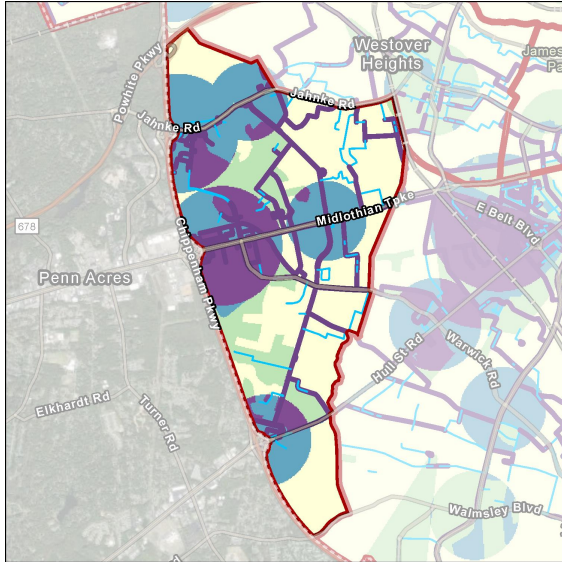 Powhite Pkwy
Westover
Heights
James
Pa
Jahnke Rd
Jahnke Rd
Midlothian Tpke
E Belt Blvd
678
Chippenham Pkwy
Penn Acres
Hull St Rd
Warwick Rd
Elkhardt Rd
Turner Rd
Walmsley Blvd